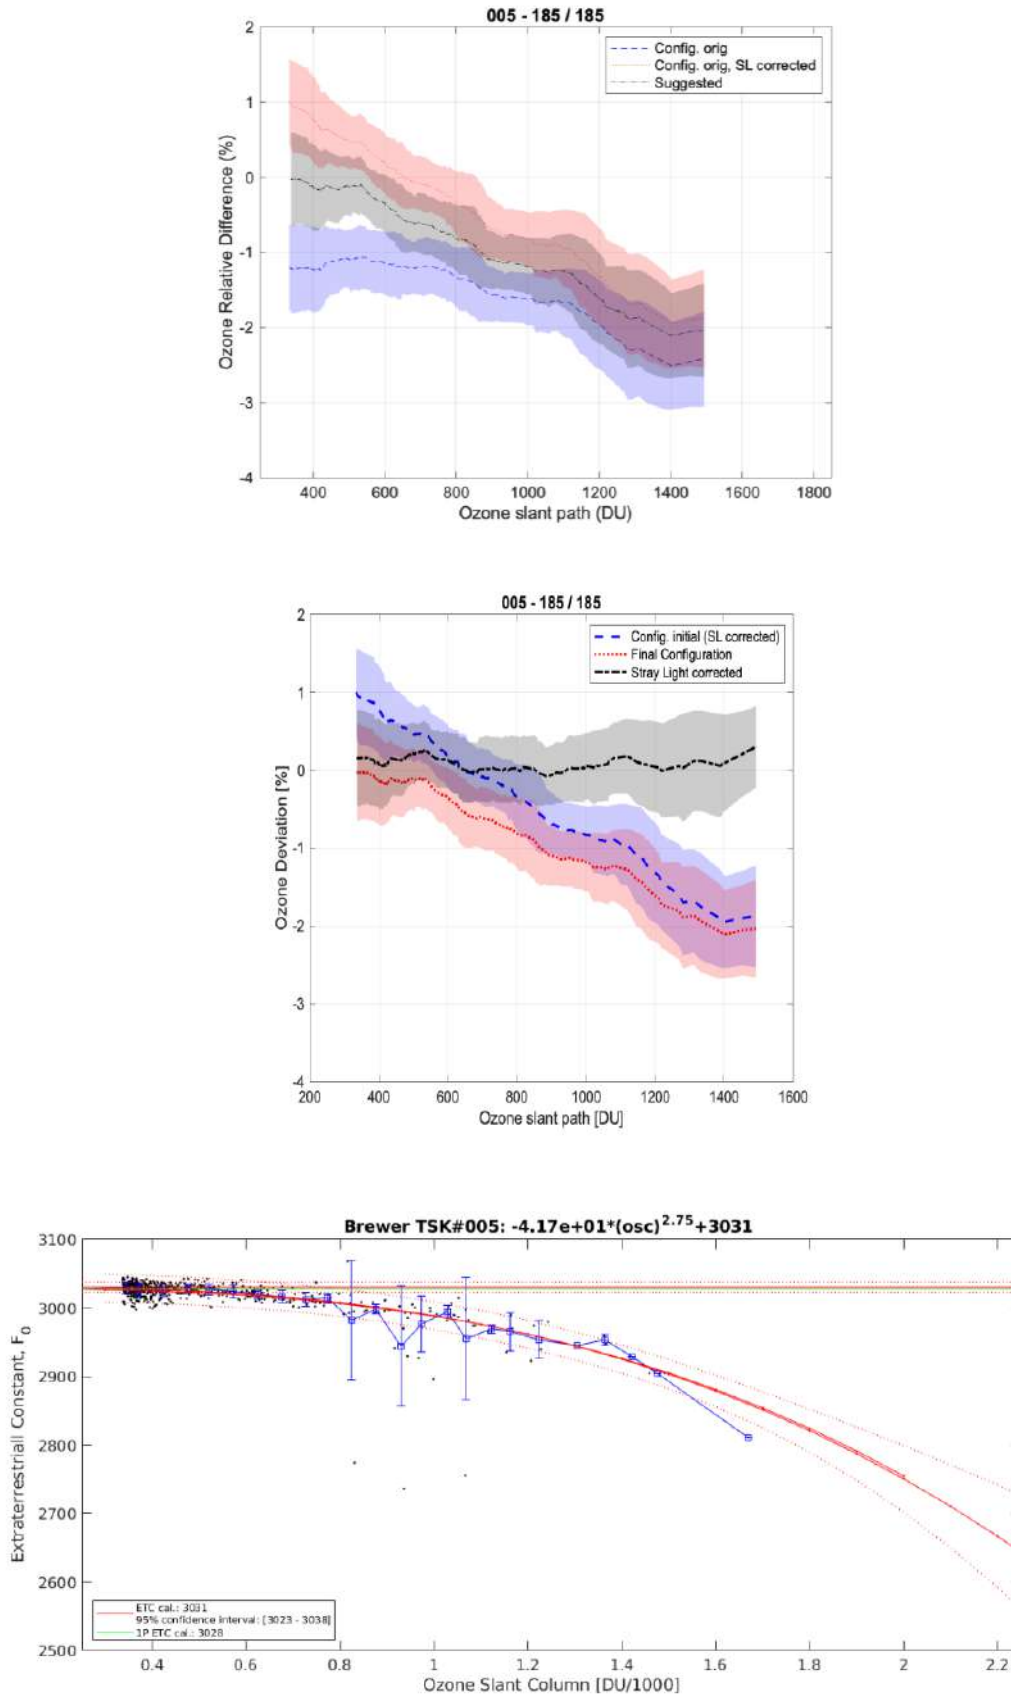 005 - 185 / 185
Config. orig
Config. orig, SL corrected
Suggested
Ozone Relative Difference (%)
2
1
0
-1
-2
-3
-4
400 600 800 1000 1200 1400 1600 1800
Ozone slant path (DU)
005 - 185 / 185
Config. initial (SL corrected)
Final Configuration
Stray Light corrected
Ozone Deviation [%]
2
1
0
-1
-2
-3
-4
200 400 600 800 1000 1200 1400 1600
Ozone slant path [DU]
Brewer TSK#005: -4.17e+01*(osc)^2.75+3031
Extraterrestriall Constant, F_0
3100
3000
2900
2800
2700
2600
2500
ETC cal.: 3031
95% confidence interval: [3023 - 3038]
1P ETC cal.: 3028
0.4 0.6 0.8 1 1.2 1.4 1.6 1.8 2 2.2
Ozone Slant Column [DU/1000]